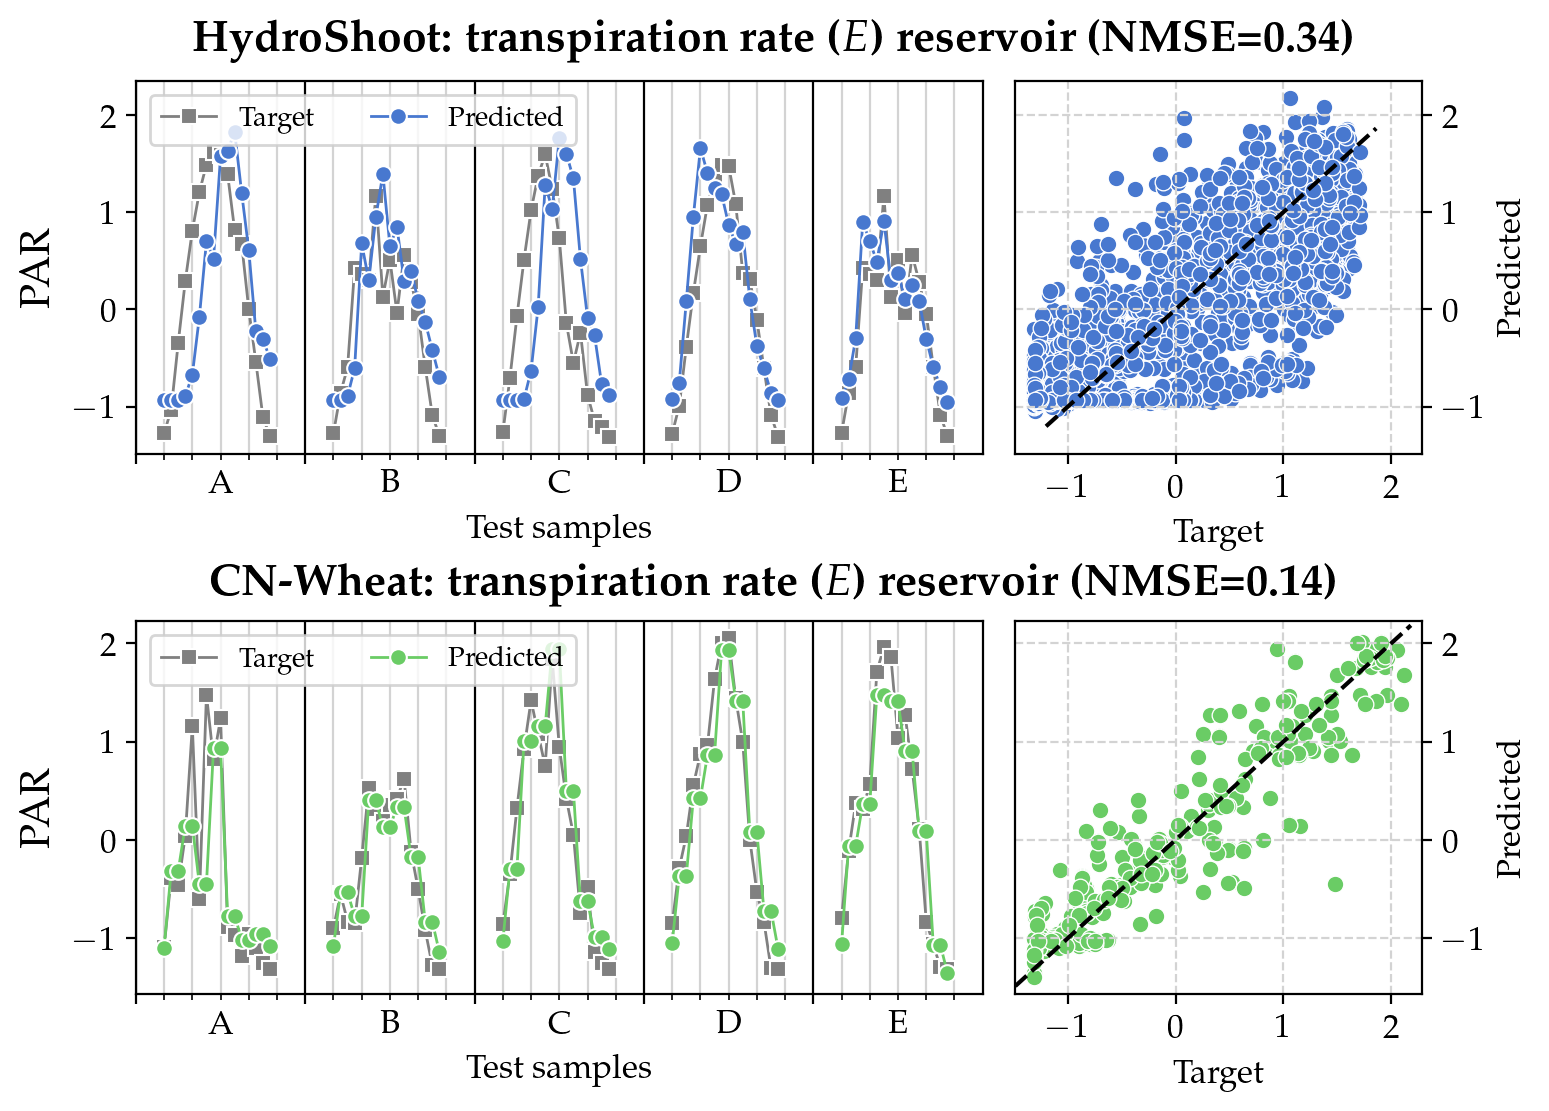 HydroShoot: transpiration rate (E) reservoir (NMSE=0.34)
Target Predicted
PAR
2
1
0
−1
A B C D E
Test samples
2
1
0
−1
Predicted
−1 0 1 2
Target
CN-Wheat: transpiration rate (E) reservoir (NMSE=0.14)
Target Predicted
PAR
2
1
0
−1
A B C D E
Test samples
2
1
0
−1
Predicted
−1 0 1 2
Target